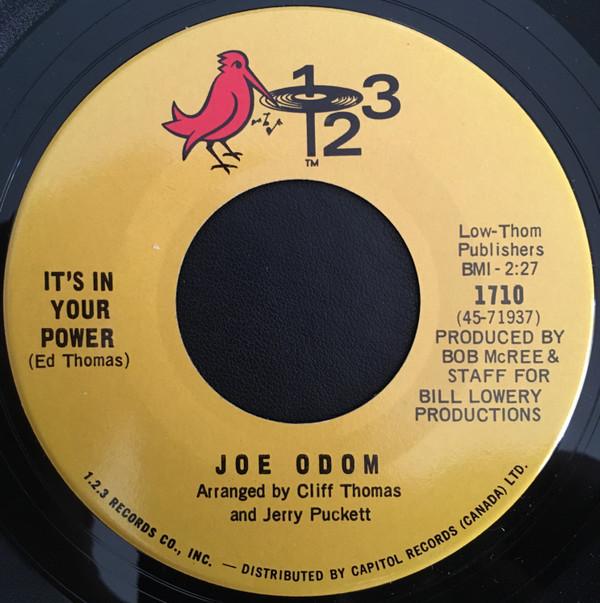 1 2 3
TM
IT'S IN
YOUR
POWER
(Ed Thomas)
Low-Thom
Publishers
BMI - 2:27
1710
(45-71937)
PRODUCED BY
BOB McREE &
STAFF FOR
BILL LOWERY
PRODUCTIONS
JOE ODOM
Arranged by Cliff Thomas
and Jerry Puckett
1.2.3 RECORDS CO., INC. — DISTRIBUTED BY CAPITOL RECORDS (CANADA) LTD.